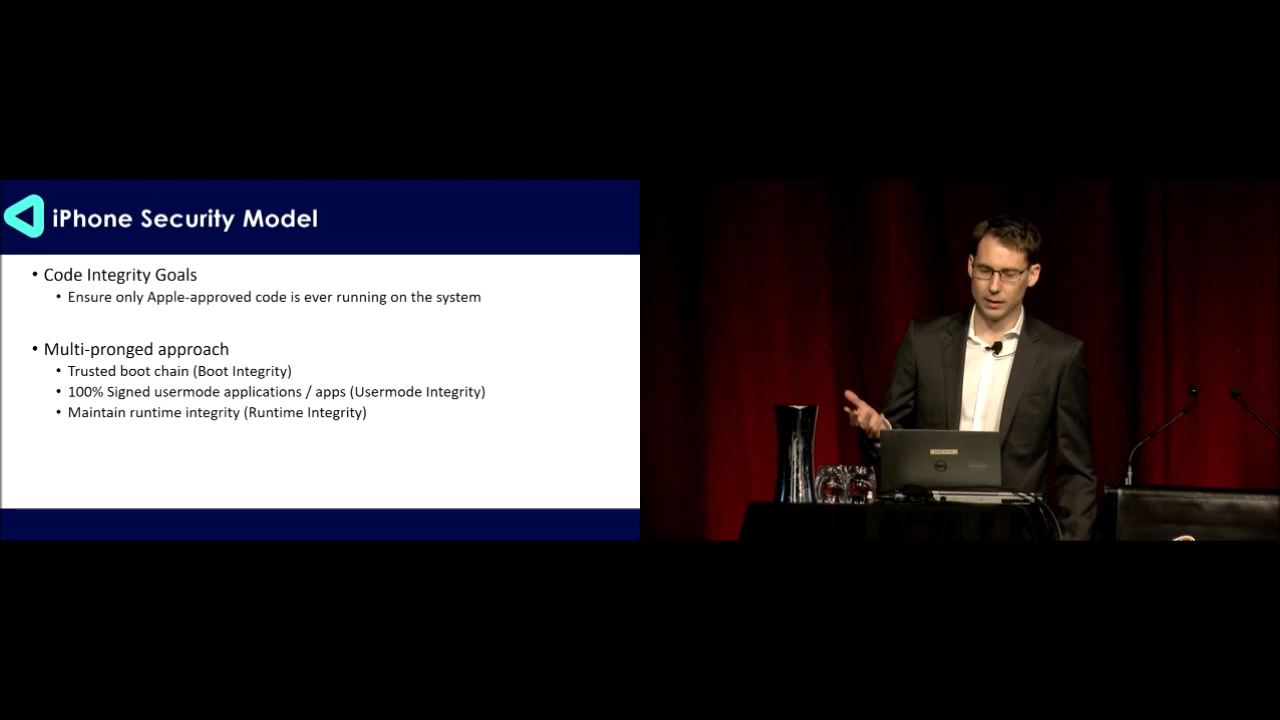 iPhone Security Model
• Code Integrity Goals
• Ensure only Apple-approved code is ever running on the system
• Multi-pronged approach
• Trusted boot chain (Boot Integrity)
• 100% Signed usermode applications / apps (Usermode Integrity)
• Maintain runtime integrity (Runtime Integrity)